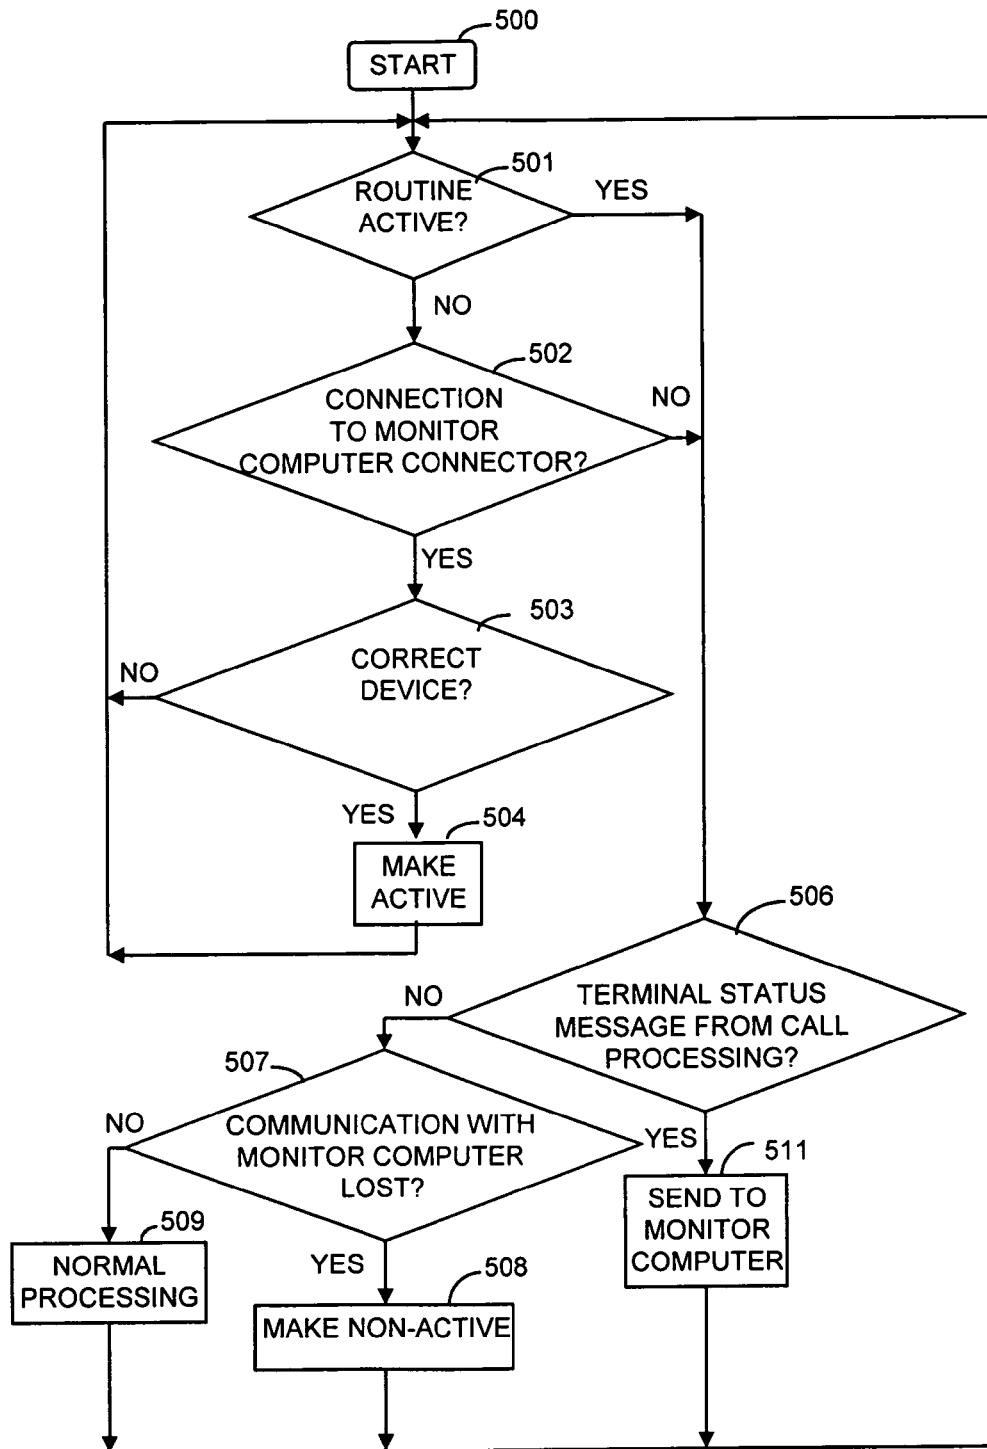 500
START
501
ROUTINE
ACTIVE?
YES
NO
502
CONNECTION
TO MONITOR
COMPUTER CONNECTOR?
NO
YES
503
CORRECT
DEVICE?
NO
YES
504
MAKE
ACTIVE
506
TERMINAL STATUS
MESSAGE FROM CALL
PROCESSING?
NO
507
COMMUNICATION WITH
MONITOR COMPUTER
LOST?
NO
YES
511
SEND TO
MONITOR
COMPUTER
509
NORMAL
PROCESSING
YES
508
MAKE NON-ACTIVE